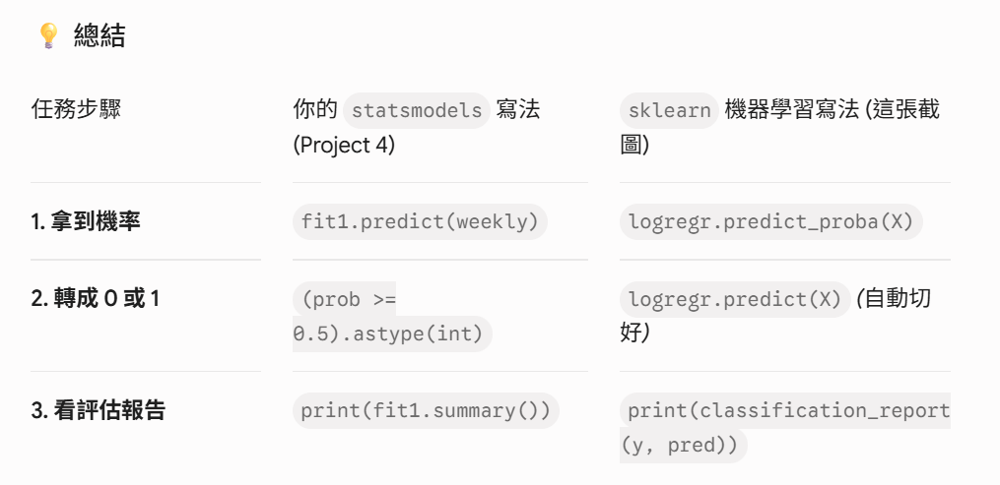 💡 總結
任務步驟
你的 statsmodels 寫法
(Project 4)
sklearn 機器學習寫法 (這張截
圖)
1. 拿到機率
fit1.predict(weekly)
logregr.predict_proba(X)
2. 轉成 0 或 1
(prob >=
0.5).astype(int)
logregr.predict(X) (自動切
好)
3. 看評估報告
print(fit1.summary())
print(classification_report
(y, pred))